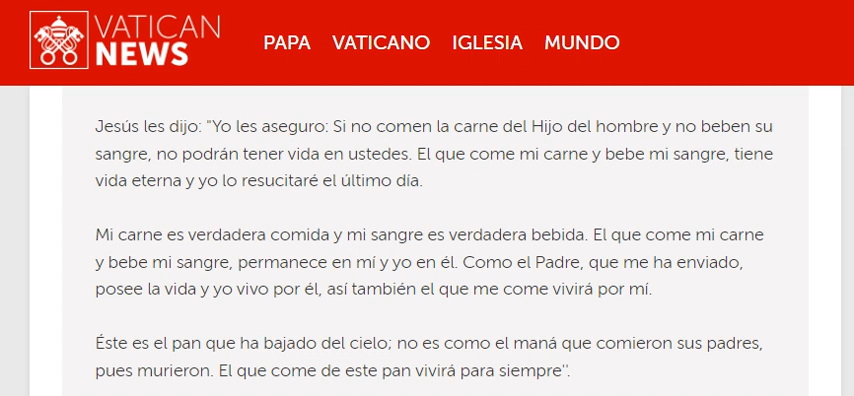 VATICAN
NEWS
PAPA VATICANO IGLESIA MUNDO
Jesús les dijo: "Yo les aseguro: Si no comen la carne del Hijo del hombre y no beben su
sangre, no podrán tener vida en ustedes. El que come mi carne y bebe mi sangre, tiene
vida eterna y yo lo resucitaré el último día.
Mi carne es verdadera comida y mi sangre es verdadera bebida. El que come mi carne
y bebe mi sangre, permanece en mí y yo en él. Como el Padre, que me ha enviado,
posee la vida y yo vivo por él, así también el que me come vivirá por mí.
Éste es el pan que ha bajado del cielo; no es como el maná que comieron sus padres,
pues murieron. El que come de este pan vivirá para siempre''.